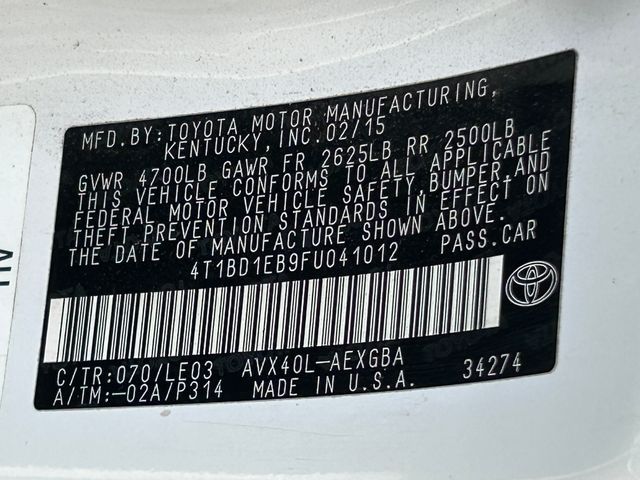 MFD.BY:TOYOTA MOTOR MANUFACTURING,
KENTUCKY,INC.02/15
GVWR 4700LB GAWR FR 2625LB RR 2500LB
THIS VEHICLE CONFORMS TO ALL APPLICABLE
FEDERAL MOTOR VEHICLE SAFETY,BUMPER,AND
THEFT PREVENTION STANDARDS IN EFFECT ON
THE DATE OF MANUFACTURE SHOWN ABOVE.
4T1BD1EB9FU041012 PASS.CAR
C/TR:070/LE03 AVX40L-AEXGBA
A/TM:-02A7P314 MADE IN U.S.A. 34274